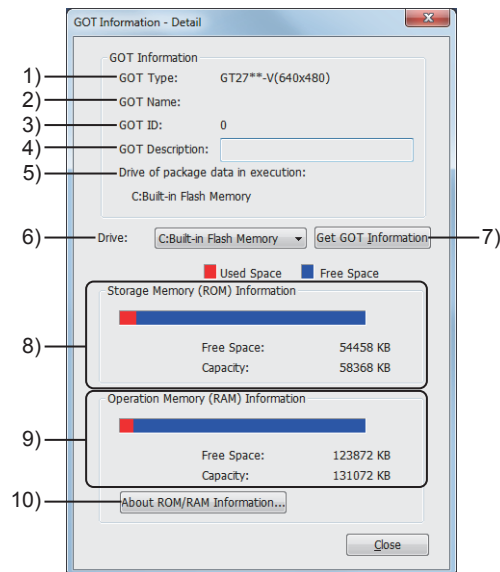 GOT Information - Detail
GOT Information
1) GOT Type: GT27**-V(640x480)
2) GOT Name:
3) GOT ID: 0
4) GOT Description:
5) Drive of package data in execution:
C:Built-in Flash Memory
6) Drive: C:Built-in Flash Memory Get GOT Information 7)
Used Space Free Space
Storage Memory (ROM) Information
8)
Free Space: 54458 KB
Capacity: 58368 KB
Operation Memory (RAM) Information
9)
Free Space: 123872 KB
Capacity: 131072 KB
10) About ROM/RAM Information...
Close